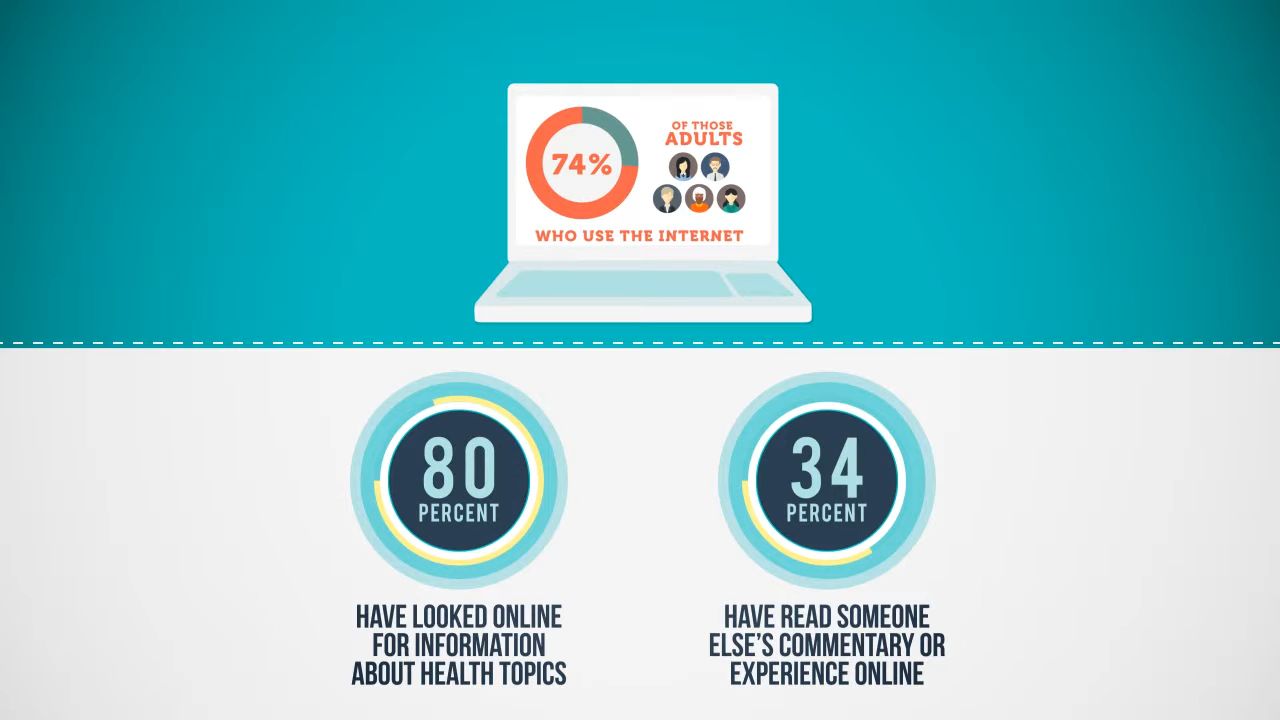 74%
OF THOSE
ADULTS
WHO USE THE INTERNET
80
PERCENT
HAVE LOOKED ONLINE
FOR INFORMATION
ABOUT HEALTH TOPICS
34
PERCENT
HAVE READ SOMEONE
ELSE'S COMMENTARY OR
EXPERIENCE ONLINE